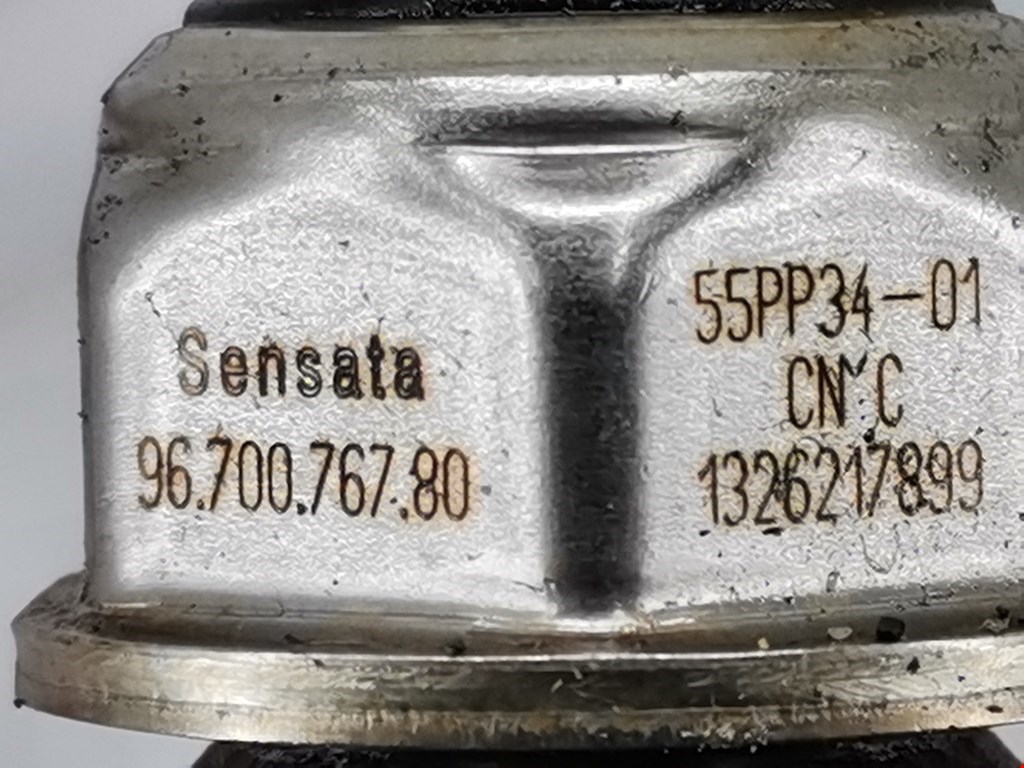 Sensata
96.700.767.80
55PP34-01
CN C
1326217899